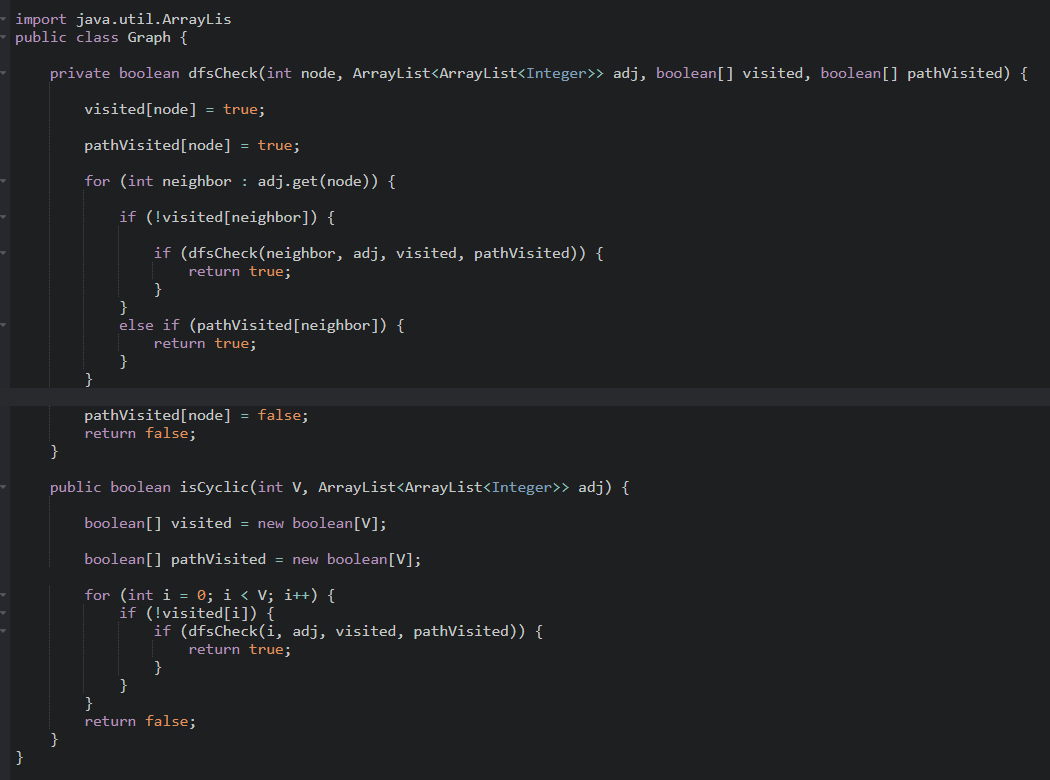 import java.util.ArrayLis
public class Graph {
private boolean dfsCheck(int node, ArrayList<ArrayList<Integer>> adj, boolean[] visited, boolean[] pathVisited) {
visited[node] = true;
pathVisited[node] = true;
for (int neighbor : adj.get(node)) {
if (!visited[neighbor]) {
if (dfsCheck(neighbor, adj, visited, pathVisited)) {
return true;
}
}
else if (pathVisited[neighbor]) {
return true;
}
}
pathVisited[node] = false;
return false;
}
public boolean isCyclic(int V, ArrayList<ArrayList<Integer>> adj) {
boolean[] visited = new boolean[V];
boolean[] pathVisited = new boolean[V];
for (int i = 0; i < V; i++) {
if (!visited[i]) {
if (dfsCheck(i, adj, visited, pathVisited)) {
return true;
}
}
}
return false;
}
}